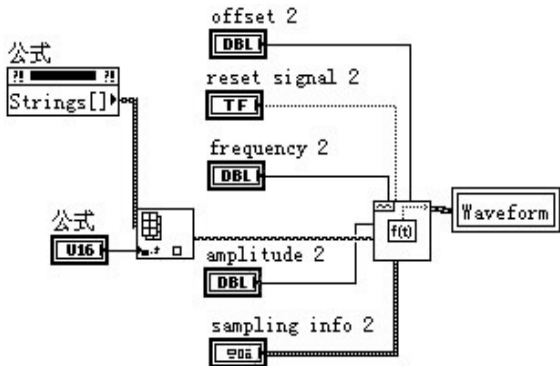 offset 2
DBL
公式
?! ?!
Strings[]
reset signal 2
TF
frequency 2
DBL
Waveform
f(t)
公式
U16
amplitude 2
DBL
sampling info 2